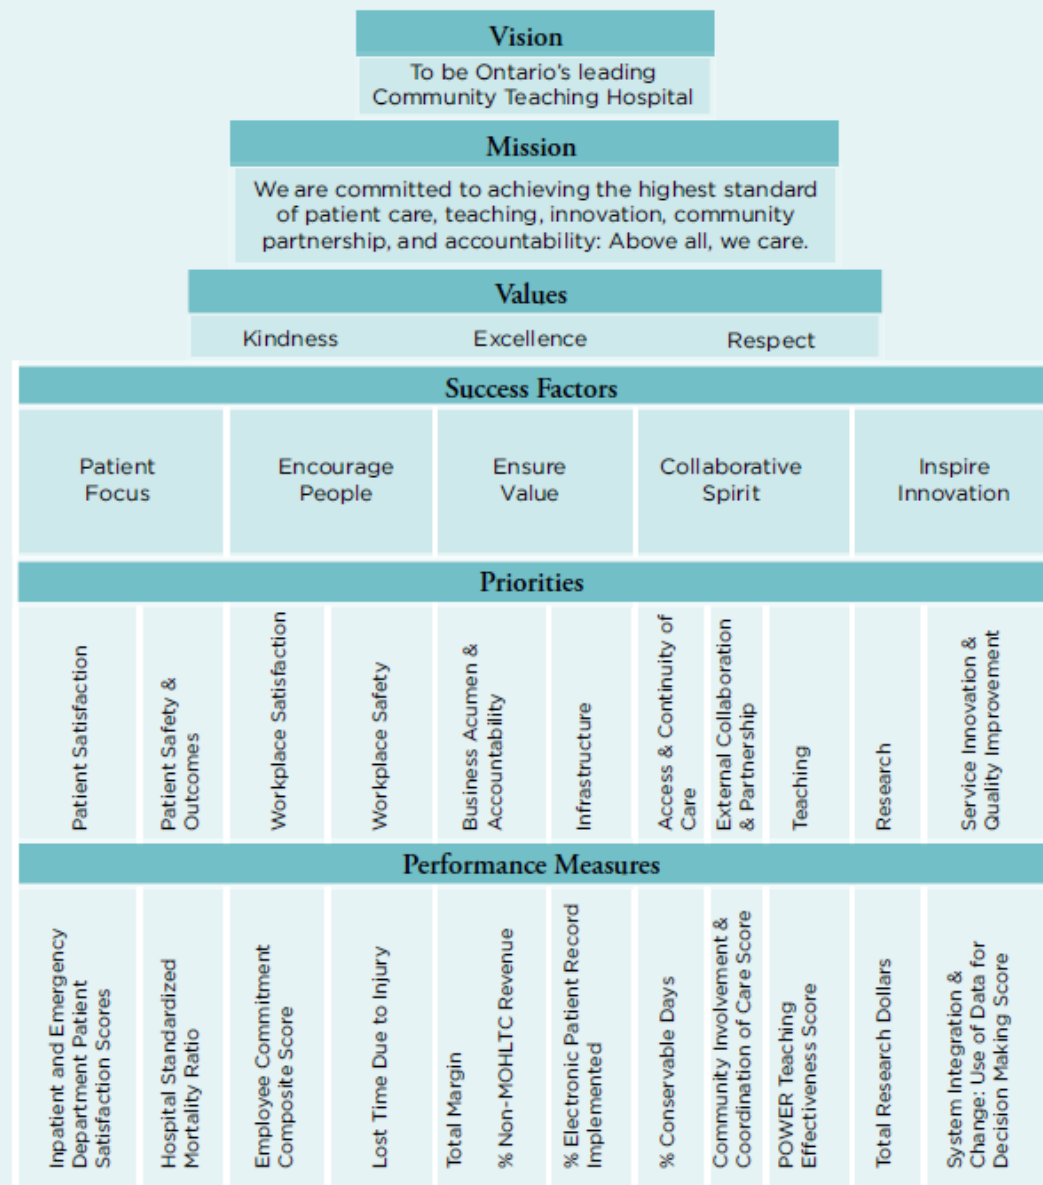 Vision
To be Ontario's leading
Community Teaching Hospital
Mission
We are committed to achieving the highest standard
of patient care, teaching, innovation, community
partnership, and accountability: Above all, we care.
Values
Kindness
Excellence
Respect
Success Factors
Patient
Focus
Encourage
People
Ensure
Value
Collaborative
Spirit
Inspire
Innovation
Priorities
Patient Satisfaction
Patient Safety &
Outcomes
Workplace Satisfaction
Workplace Safety
Business Acumen &
Accountability
Infrastructure
Access & Continuity of
Care
External Collaboration
& Partnership
Teaching
Research
Service Innovation &
Quality Improvement
Performance Measures
Inpatient and Emergency
Department Patient
Satisfaction Scores
Hospital Standardized
Mortality Ratio
Employee Commitment
Composite Score
Lost Time Due to Injury
Total Margin
% Non-MOHLTC Revenue
% Electronic Patient Record
Implemented
% Conservable Days
Community Involvement &
Coordination of Care Score
POWER Teaching
Effectiveness Score
Total Research Dollars
System Integration &
Change: Use of Data for
Decision Making Score